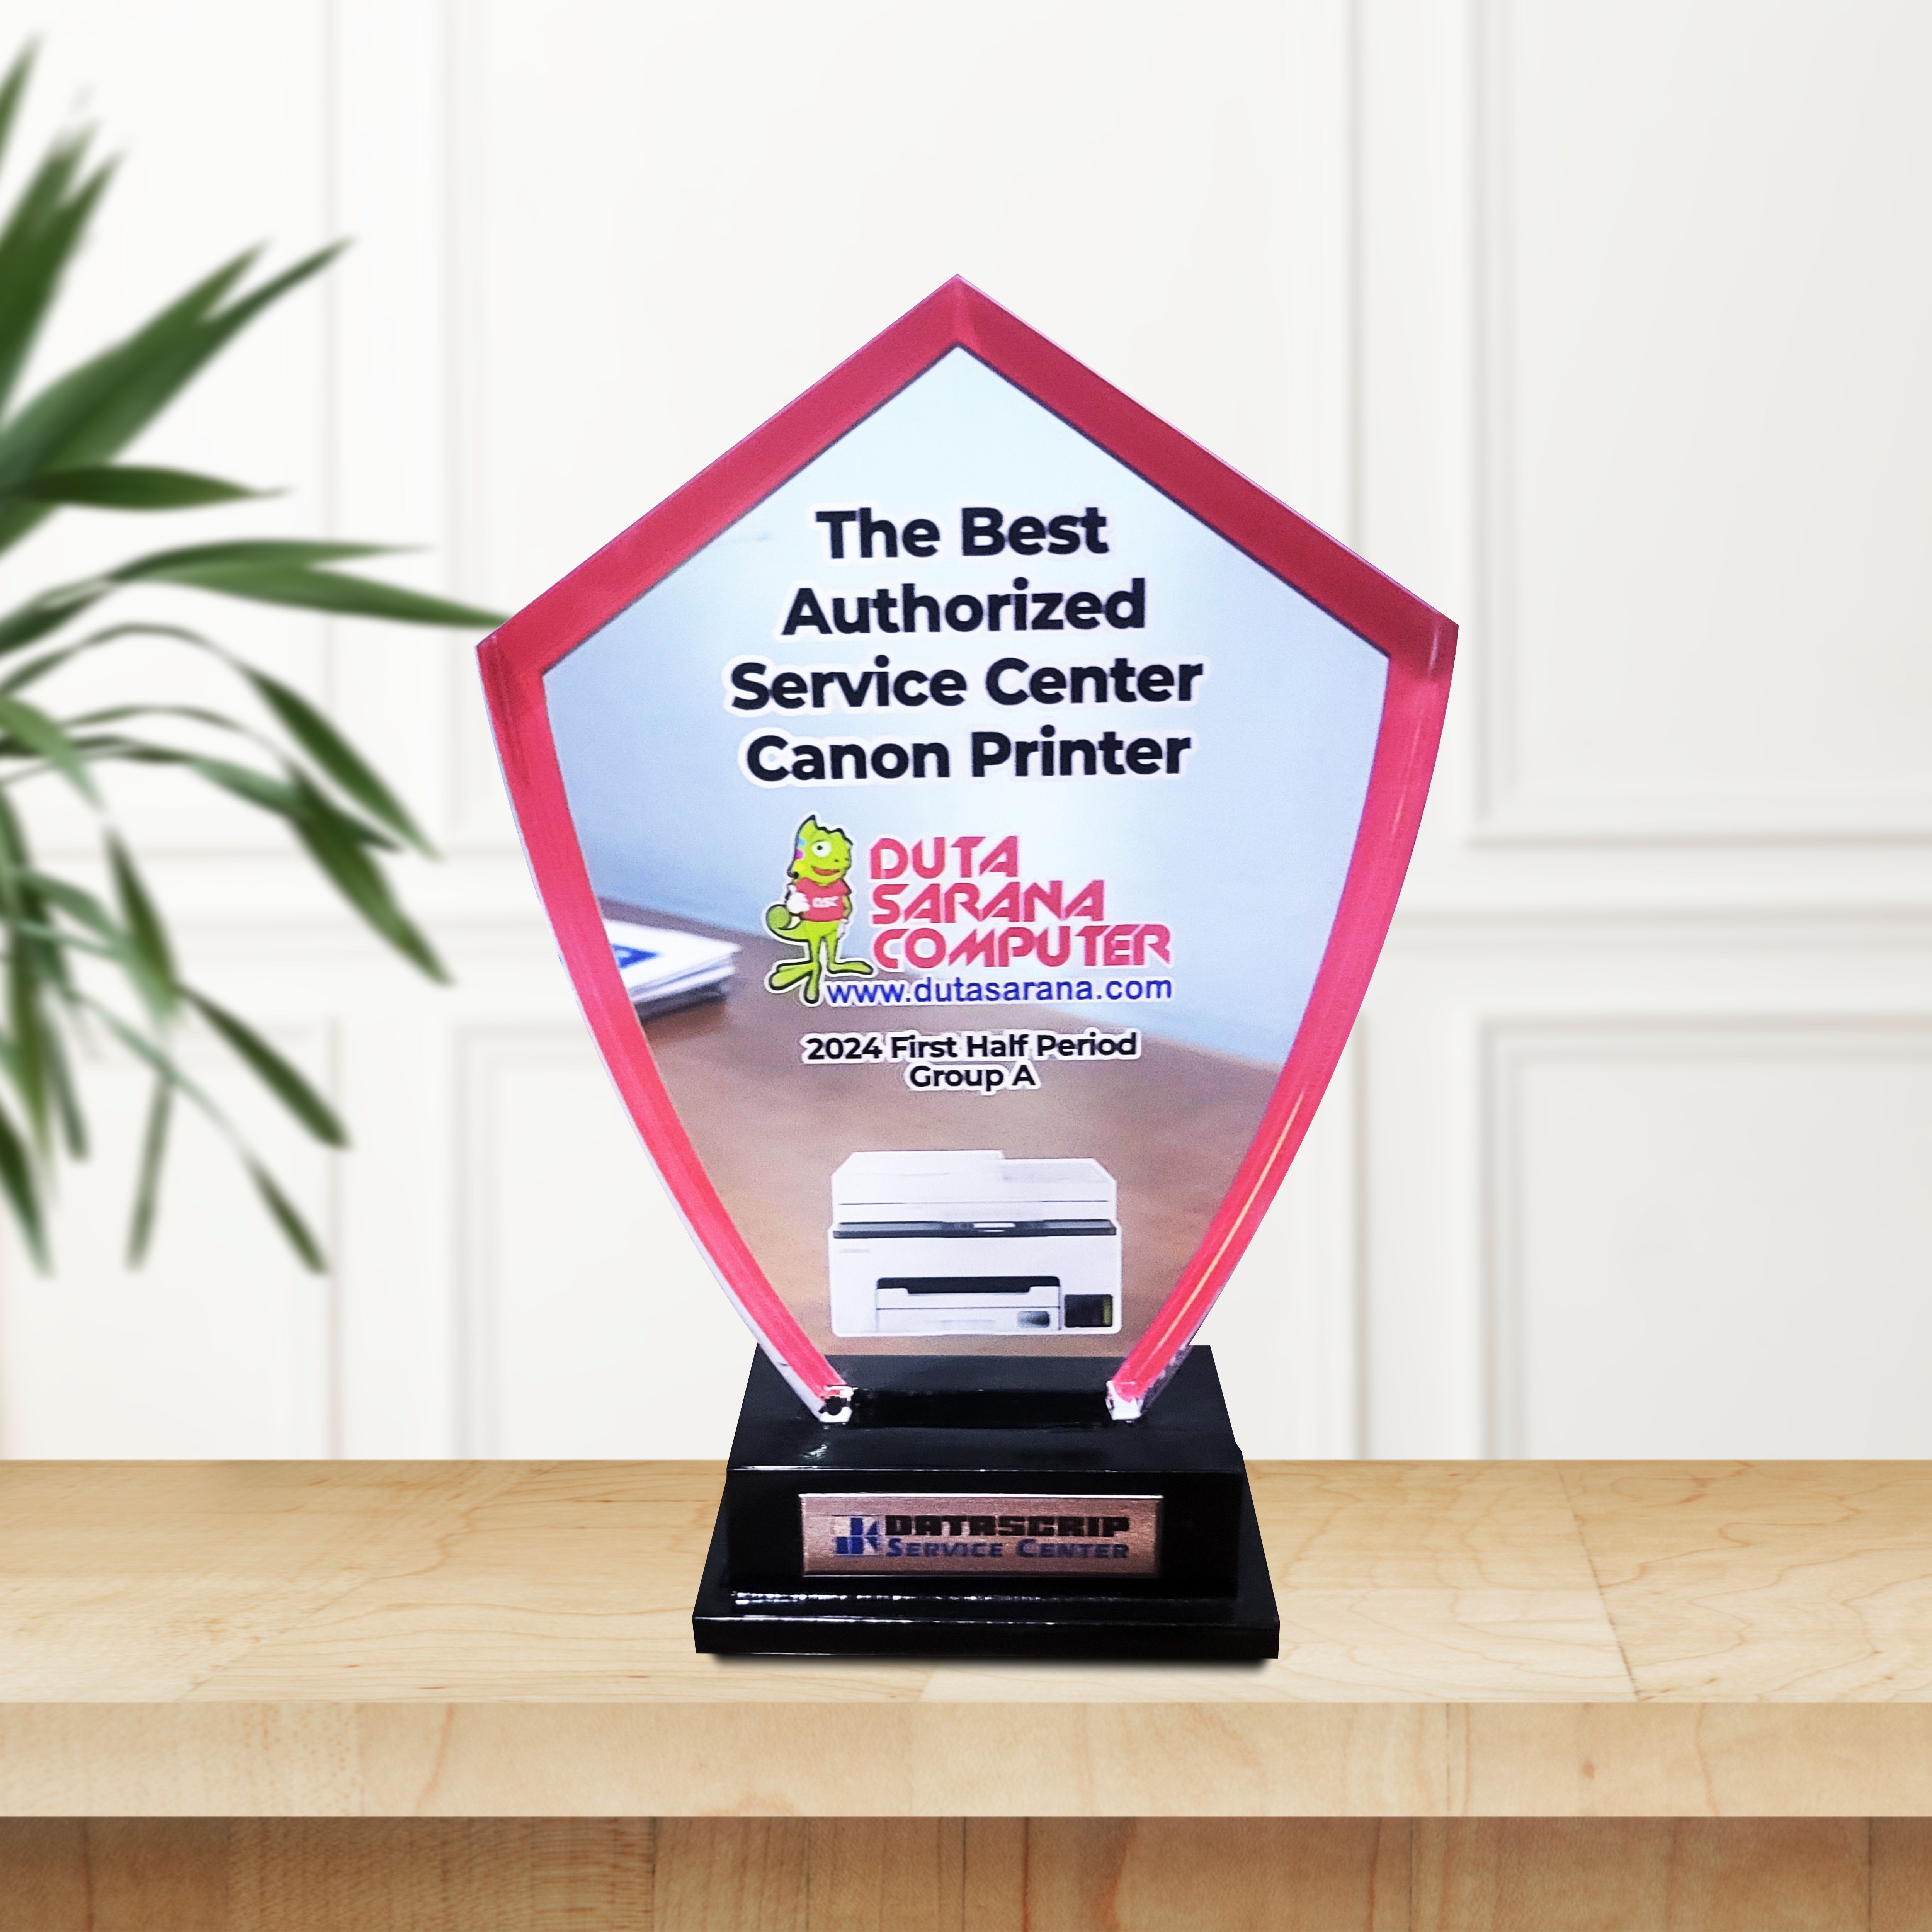 The Best
Authorized
Service Center
Canon Printer
DSC
DUTA
SARANA
COMPUTER
www.dutasarana.com
2024 First Half Period
Group A
DATASCRIP
SERVICE CENTER